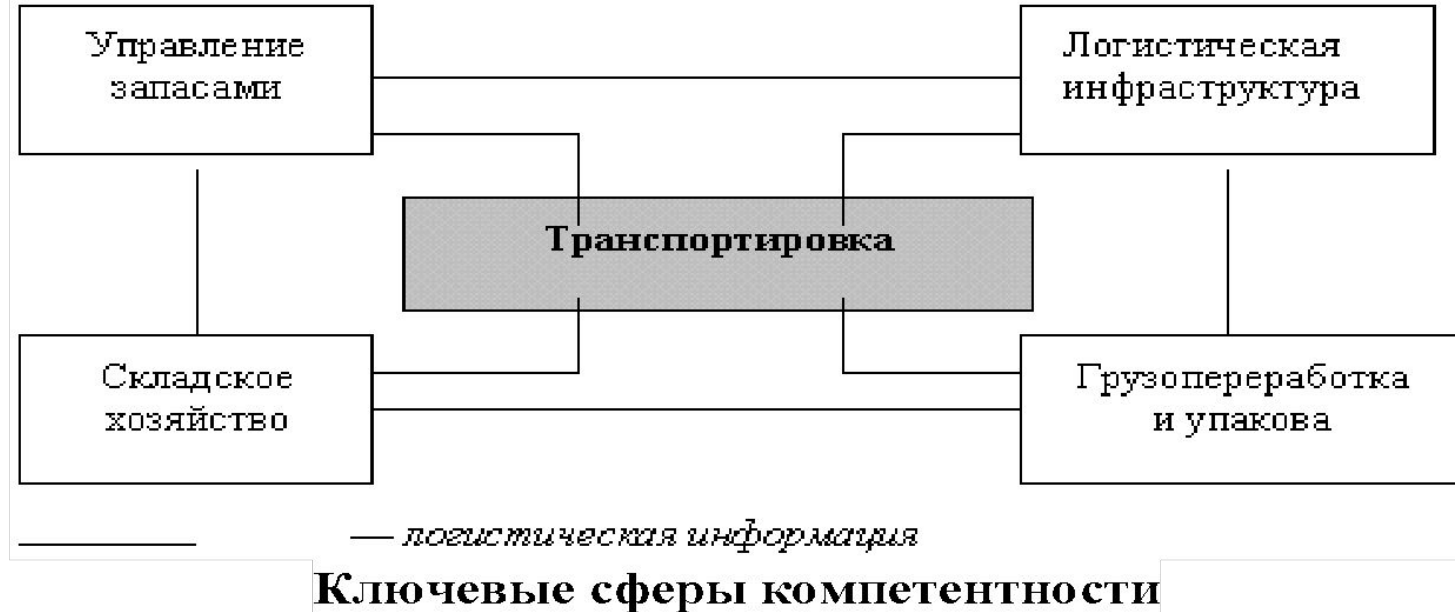 Управление
запасами
Логистическая
инфраструктура
Транспортировка
Складское
хозяйство
Грузопереработка
и упакова
— логистическая информация
Ключевые сферы компетентности